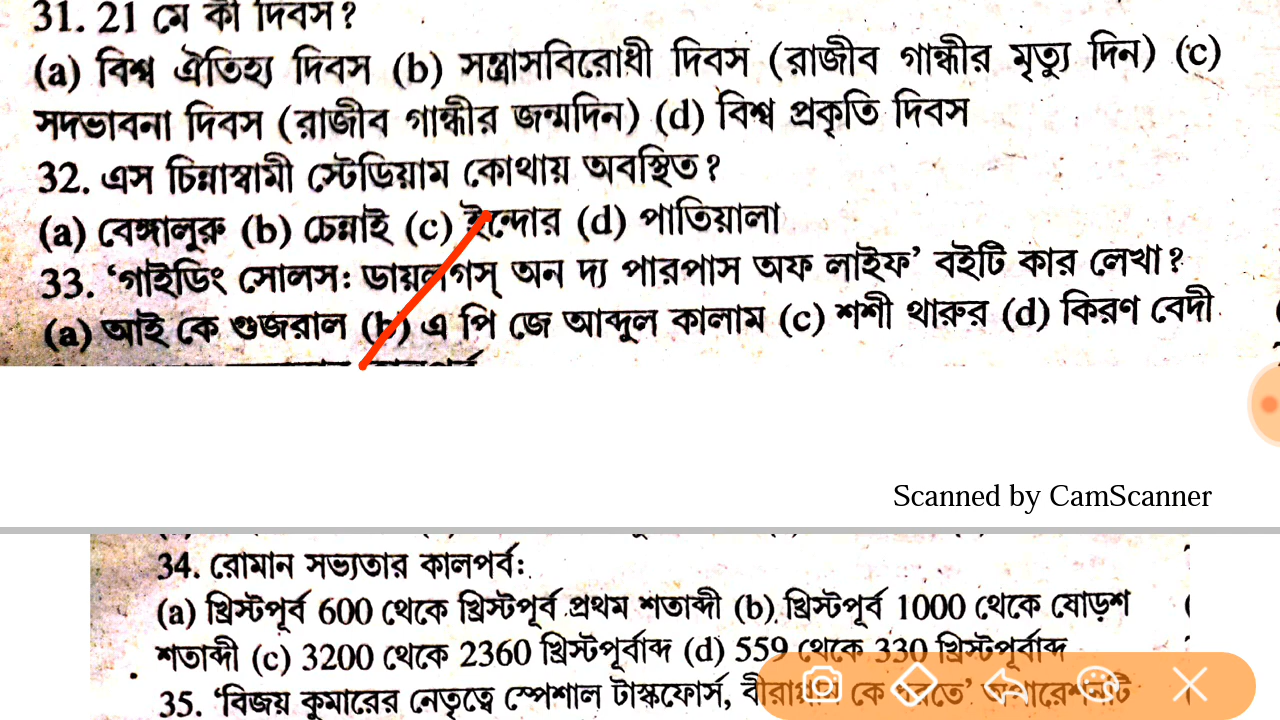 31. 21 মে কী দিবস?
(a) বিশ্ব ঐতিহ্য দিবস (b) সন্ত্রাসবিরোধী দিবস (রাজীব গান্ধীর মৃত্যু দিন) (c)
সদভাবনা দিবস (রাজীব গান্ধীর জন্মদিন) (d) বিশ্ব প্রকৃতি দিবস
32. এস চিন্নাস্বামী স্টেডিয়াম কোথায় অবস্থিত?
(a) বেঙ্গালুরু (b) চেন্নাই (c) ইন্দোর (d) পাতিয়ালা
33. ‘গাইডিং সোলস: ডায়লগস্ অন দ্য পারপাস অফ লাইফ’ বইটি কার লেখা?
(a) আই কে গুজরাল (b) এ পি জে আব্দুল কালাম (c) শশী থারুর (d) কিরণ বেদী
Scanned by CamScanner
34. রোমান সভ্যতার কালপর্ব:
(a) খ্রিস্টপূর্ব 600 থেকে খ্রিস্টপূর্ব প্রথম শতাব্দী (b) খ্রিস্টপূর্ব 1000 থেকে ষোড়শ
শতাব্দী (c) 3200 থেকে 2360 খ্রিস্টপূর্বাব্দ (d) 559 থেকে 330 খ্রিস্টপূর্বাব্দ
35. ‘বিজয় কুমারের নেতৃত্বে স্পেশাল টাস্কফোর্স, কে